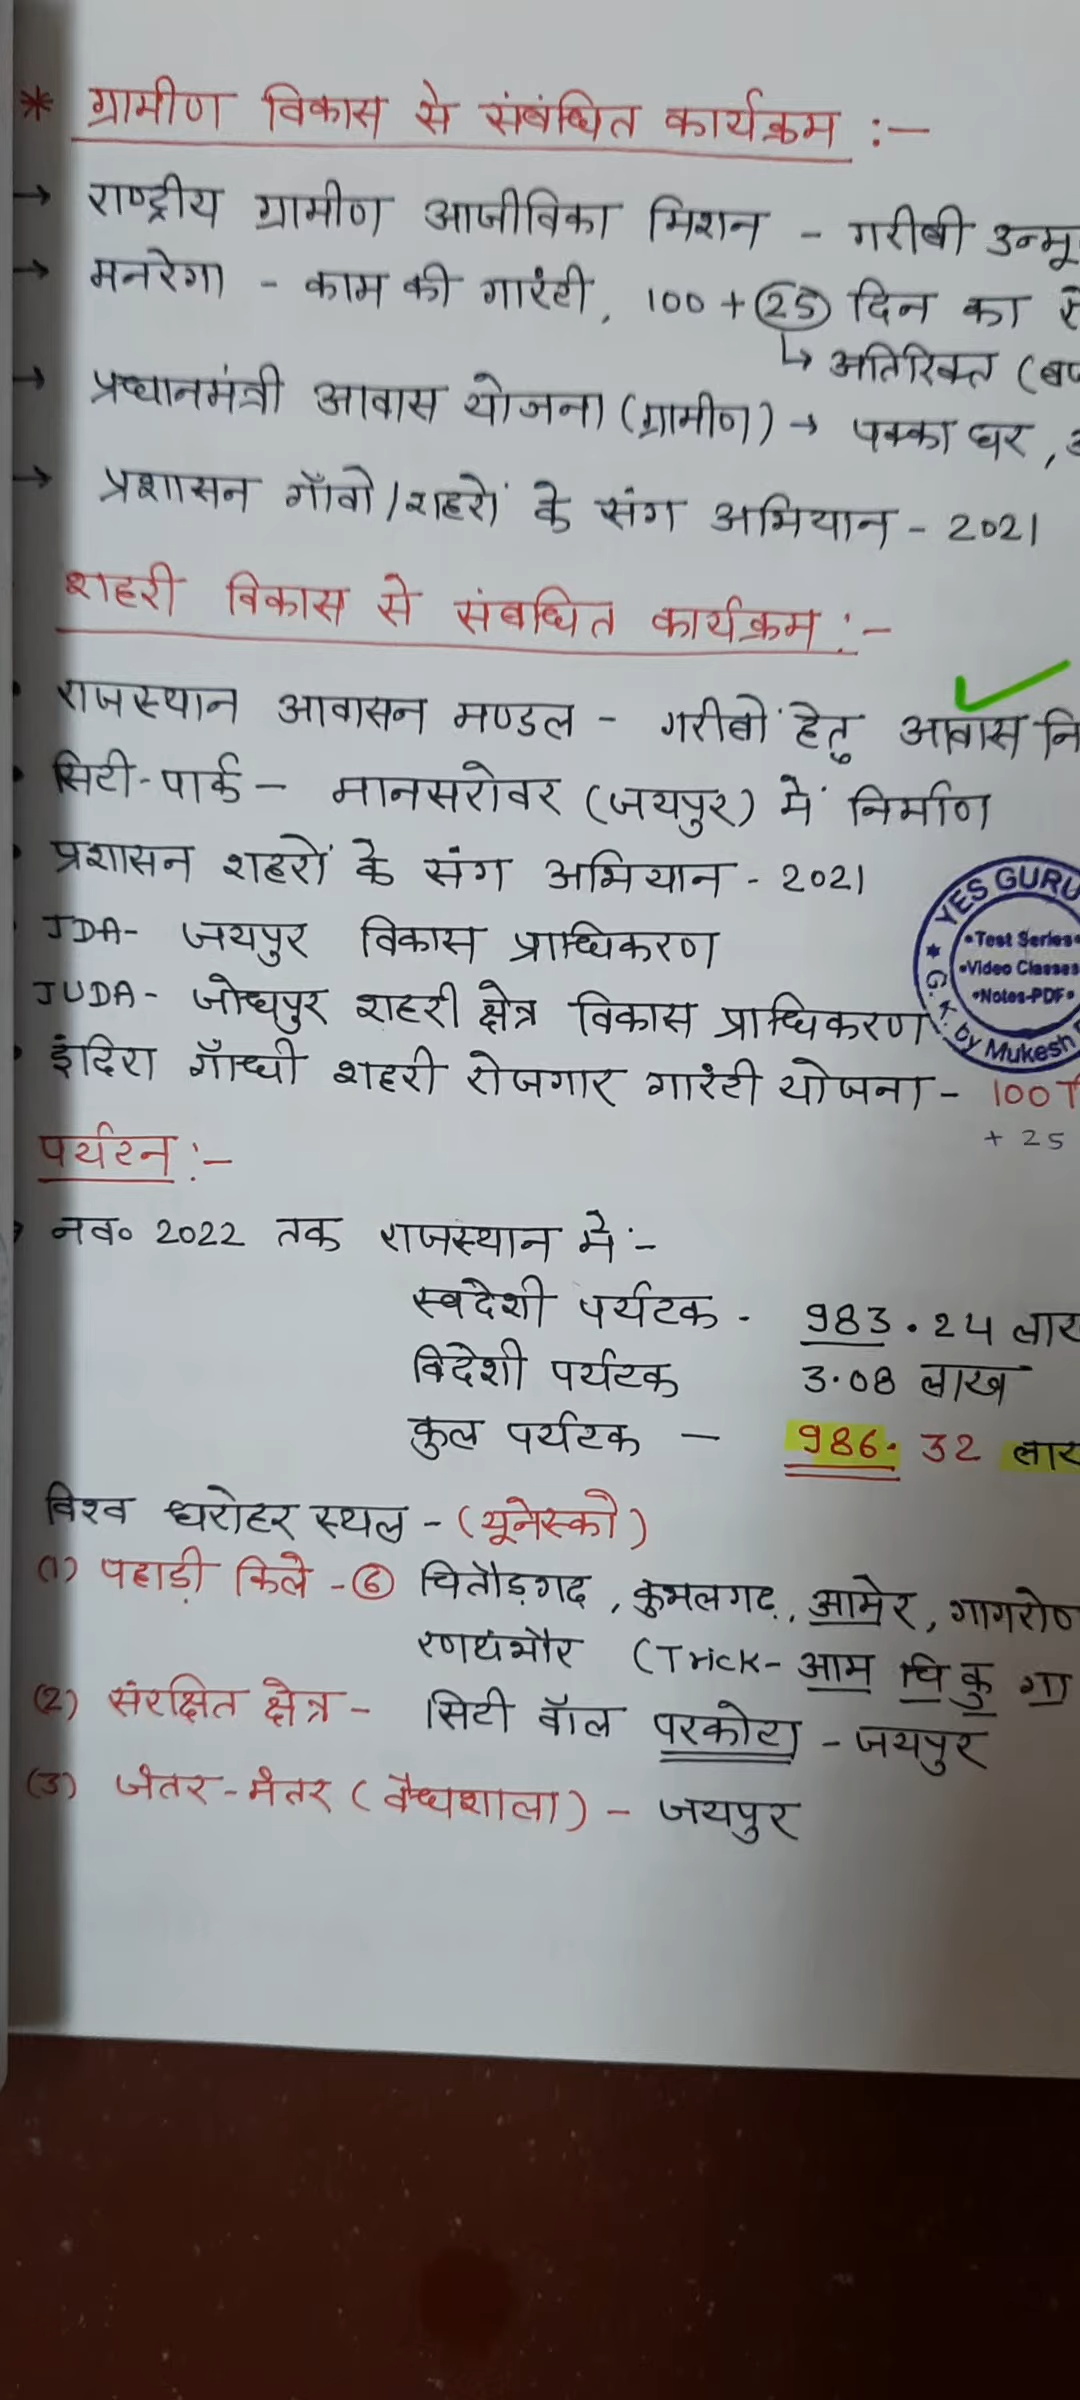 * ग्रामीण विकास से संबंधित कार्यक्रम :-
→ राष्ट्रीय ग्रामीण आजीविका मिशन - गरीबी उन्मू
→ मनरेगा - काम की गारंटी, 100 + 25 दिन का
↳ अतिरिक्त (
→ प्रधानमंत्री आवास योजना (ग्रामीण) → पक्का घर,
→ प्रशासन गाँवो/शहरों के संग अभियान - 2021
शहरी विकास से संबधित कार्यक्रम :-
राजस्थान आवासन मण्डल - गरीबों हेतु आवास नि
• सिटी-पार्क - मानसरोवर (जयपुर) में निर्माण
• प्रशासन शहरों के संग अभियान - 2021
JDA- जयपुर विकास प्राधिकरण
JUDA- जोधपुर शहरी क्षेत्र विकास प्राधिकरण
• इंदिरा गाँधी शहरी रोजगार गारंटी योजना - 100
+ 25
YES GURU
• Test Series •
• Video Classes
• Notes-PDF •
★ G.K. by Mukesh
पर्यटन :-
नव० 2022 तक राजस्थान में :-
स्वदेशी पर्यटक - 983.24 लाख
विदेशी पर्यटक 3.08 लाख
कुल पर्यटक - 986.32 लाख
विश्व धरोहर स्थल - (यूनेस्को)
(1) पहाड़ी किले - 6 चितौड़गढ, कुभलगढ़, आमेर, गागरोण
रणथंभौर (Trick- आम चि कु गा
(2) संरक्षित क्षेत्र - सिटी वॉल परकोटा - जयपुर
(3) जंतर-मंतर (वैधशाला) - जयपुर